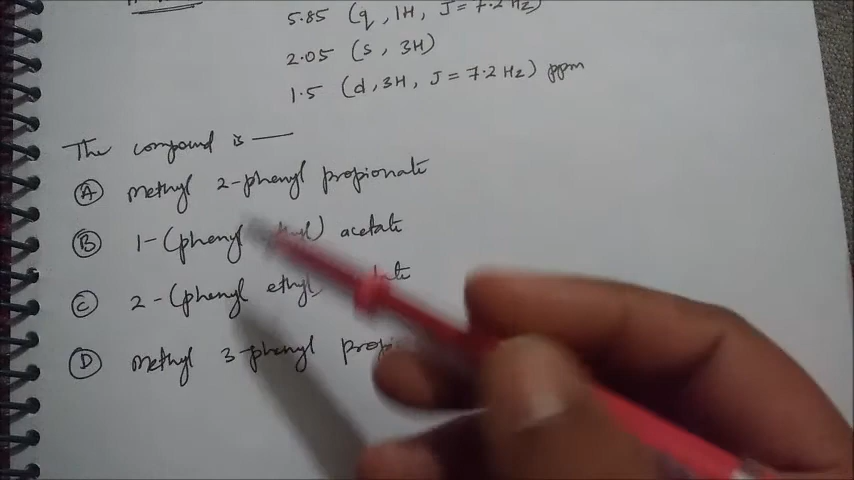 5.85 (q, 1H, J = 7.2 Hz)
2.05 (s, 3H)
1.5 (d, 3H, J = 7.2 Hz) ppm
The compound is —
(A) Methyl 2-phenyl propionate
(B) 1-(phenyl acetate
(C) 2-(phenyl ethyl
(D) Methyl 3-phenyl